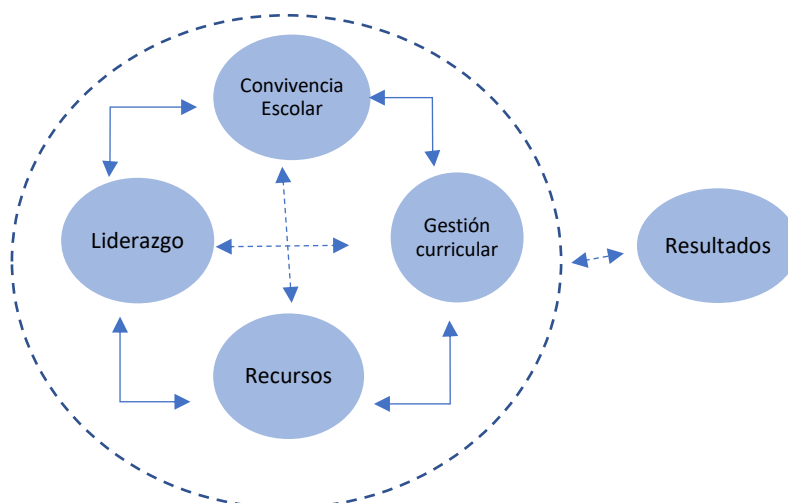 Convivencia
Escolar
Liderazgo
Gestión
curricular
Resultados
Recursos